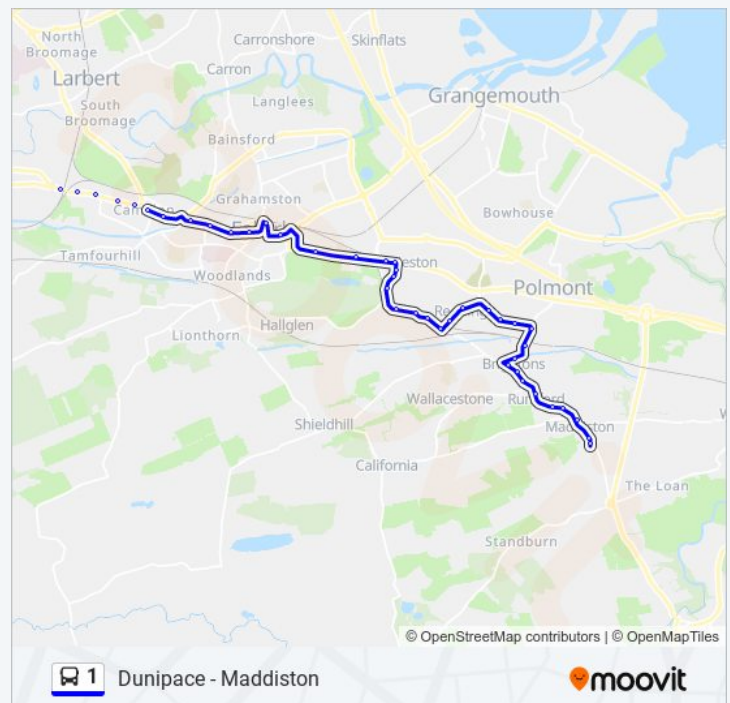 North
Broomage
Carronshore
Skinflats
Larbert
Carron
South
Broomage
Langlees
Grangemouth
Bainsford
Grahamston
Bowhouse
Tamfourhill
Woodlands
Polmont
Hallglen
Lionthorn
Wallacestone
Shieldhill
California
The Loan
Standburn
© OpenStreetMap contributors | © OpenMapTiles
1 Dunipace - Maddiston
moovit